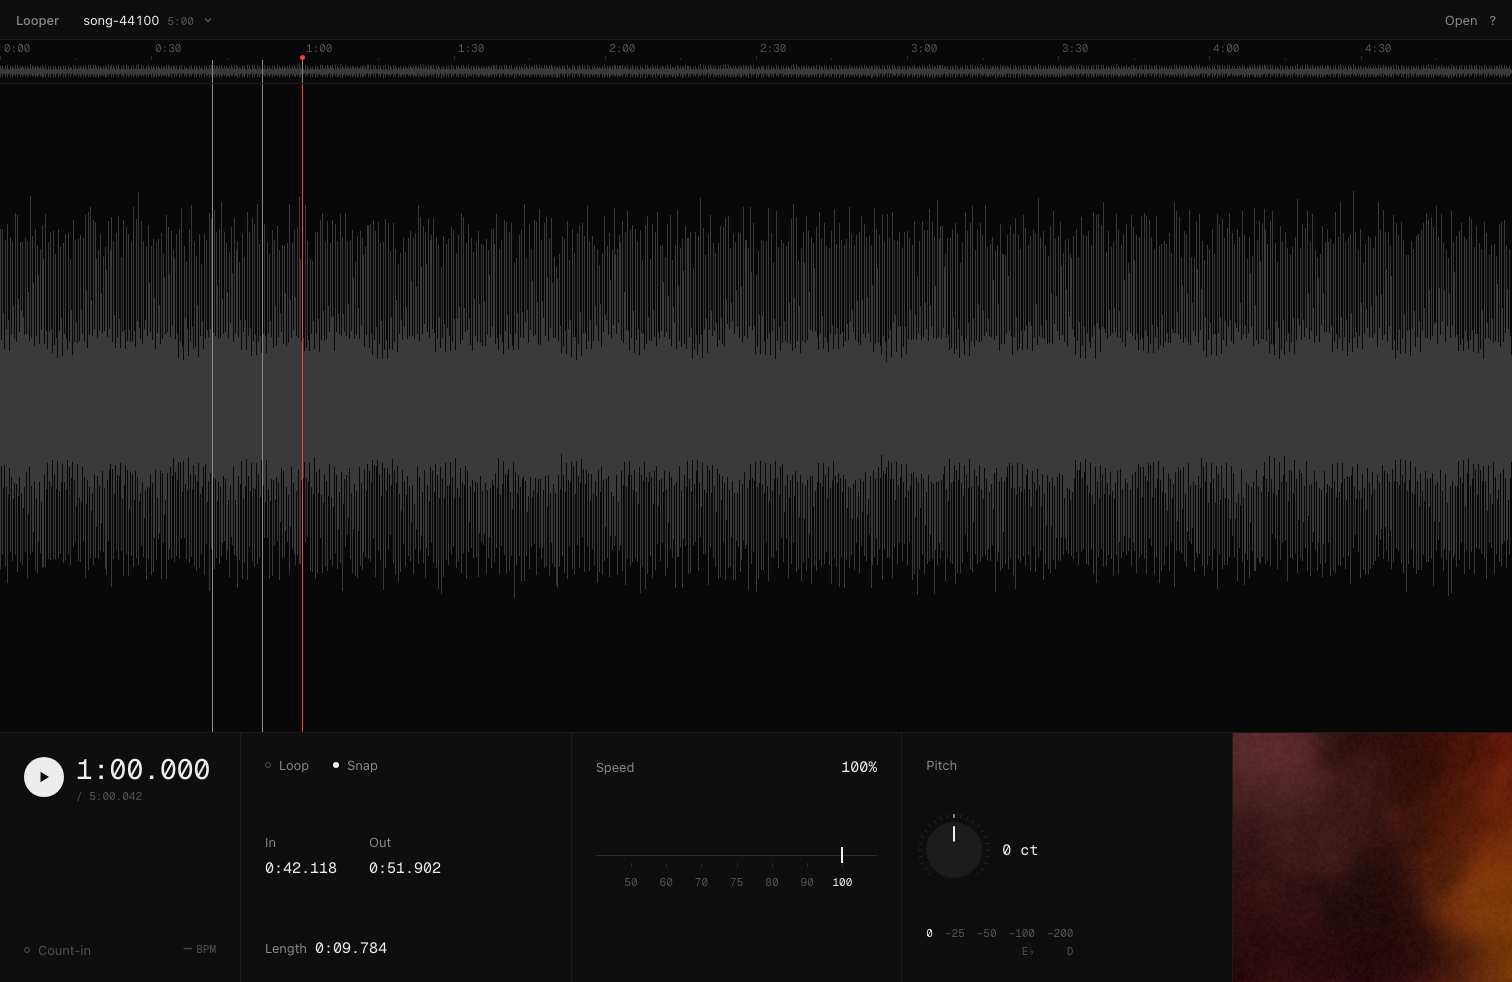 Looper song-44100 5:00 Open ?
0:00 0:30 1:00 1:30 2:00 2:30 3:00 3:30 4:00 4:30
1:00.000
/ 5:00.042
Count-in — BPM
Loop Snap
In Out
0:42.118 0:51.902
Length 0:09.784
Speed 100%
50 60 70 75 80 90 100
Pitch
0 ct
0 −25 −50 −100 −200
E♭ D